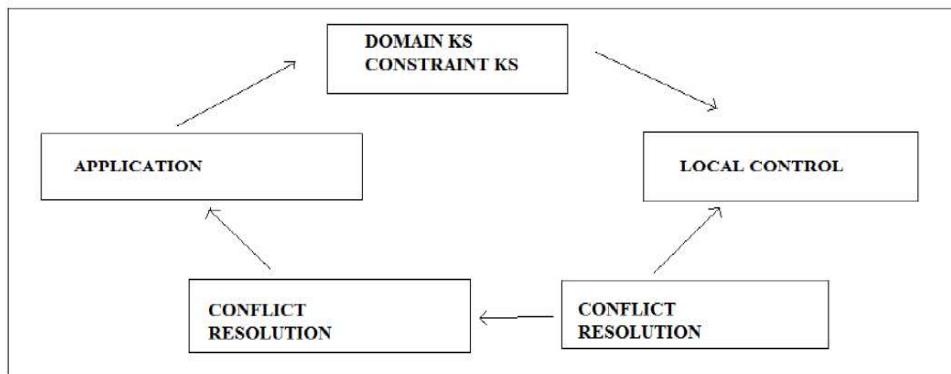 DOMAIN KS
CONSTRAINT KS
APPLICATION
LOCAL CONTROL
CONFLICT
RESOLUTION
CONFLICT
RESOLUTION